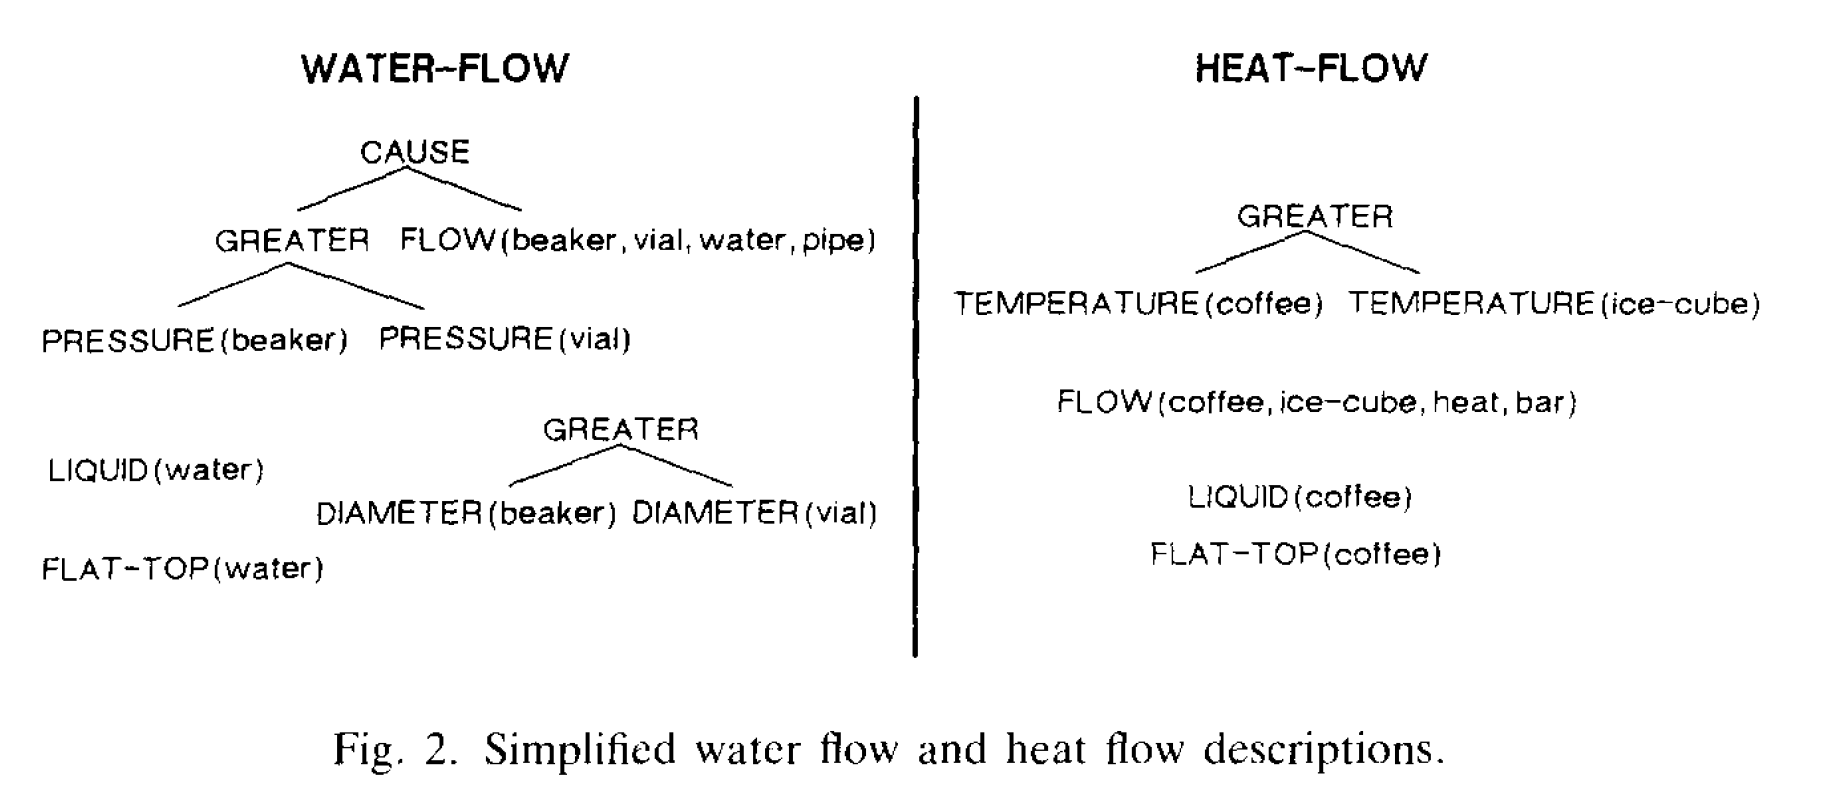 WATER-FLOW
CAUSE
GREATER FLOW(beaker, vial, water, pipe)
PRESSURE(beaker) PRESSURE(vial)
GREATER
LIQUID(water)
DIAMETER(beaker) DIAMETER(vial)
FLAT-TOP(water)
HEAT-FLOW
GREATER
TEMPERATURE(coffee) TEMPERATURE(ice-cube)
FLOW(coffee, ice-cube, heat, bar)
LIQUID(coffee)
FLAT-TOP(coffee)
Fig. 2. Simplified water flow and heat flow descriptions.